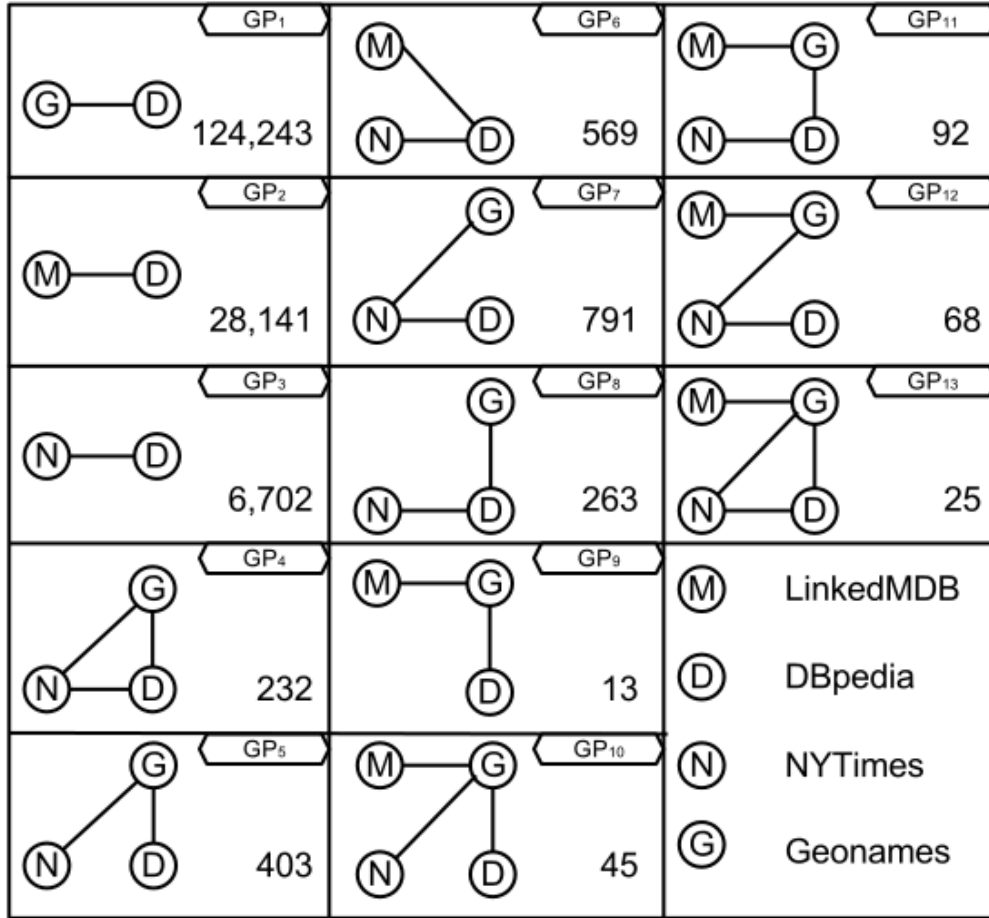 GP₁
G D
124,243
GP₂
M D
28,141
GP₃
N D
6,702
GP₄
G
N D
232
GP₅
G
N D
403
GP₆
M
N D
569
GP₇
G
N D
791
GP₈
G
N D
263
GP₉
M G
D
13
GP₁₀
M G
N D
45
GP₁₁
M G
N D
92
GP₁₂
M G
N D
68
GP₁₃
M G
N D
25
M LinkedMDB
D DBpedia
N NYTimes
G Geonames